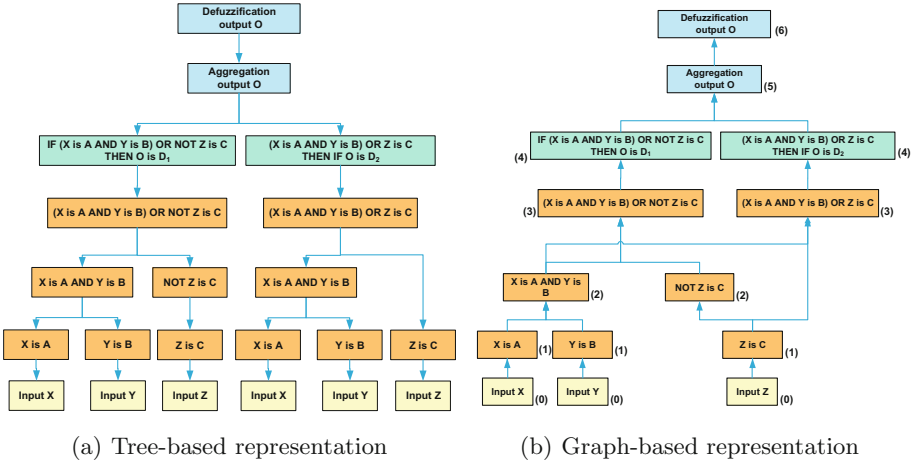 Defuzzification
output O
Aggregation
output O
IF (X is A AND Y is B) OR NOT Z is C
THEN O is D₁
(X is A AND Y is B) OR Z is C
THEN IF O is D₂
(X is A AND Y is B) OR NOT Z is C
(X is A AND Y is B) OR Z is C
X is A AND Y is B
NOT Z is C
X is A AND Y is B
X is A
Y is B
Z is C
X is A
Y is B
Z is C
Input X
Input Y
Input Z
Input X
Input Y
Input Z
(a) Tree-based representation
Defuzzification
output O
(6)
Aggregation
output O
(5)
IF (X is A AND Y is B) OR NOT Z is C
THEN O is D₁
(4)
(X is A AND Y is B) OR Z is C
THEN IF O is D₂
(4)
(X is A AND Y is B) OR NOT Z is C
(3)
(X is A AND Y is B) OR Z is C
(3)
X is A AND Y is
B
(2)
NOT Z is C
(2)
X is A
(1)
Y is B
(1)
Z is C
(1)
Input X
(0)
Input Y
(0)
Input Z
(0)
(b) Graph-based representation